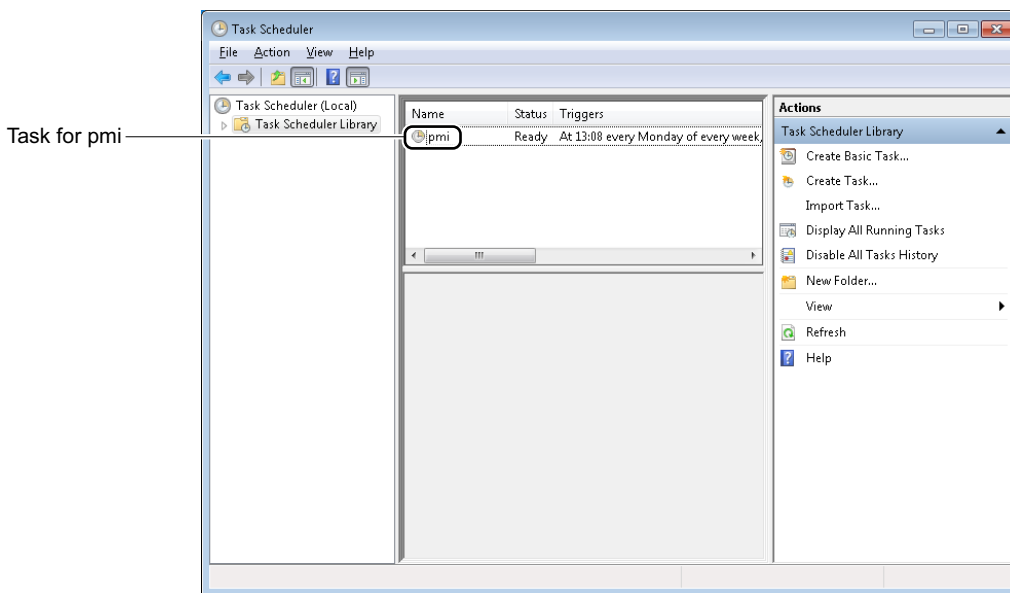 Task Scheduler
File Action View Help
Task Scheduler (Local)
Task Scheduler Library
Task for pmi
Name Status Triggers
pmi Ready At 13:08 every Monday of every week,
Actions
Task Scheduler Library
Create Basic Task...
Create Task...
Import Task...
Display All Running Tasks
Disable All Tasks History
New Folder...
View
Refresh
Help